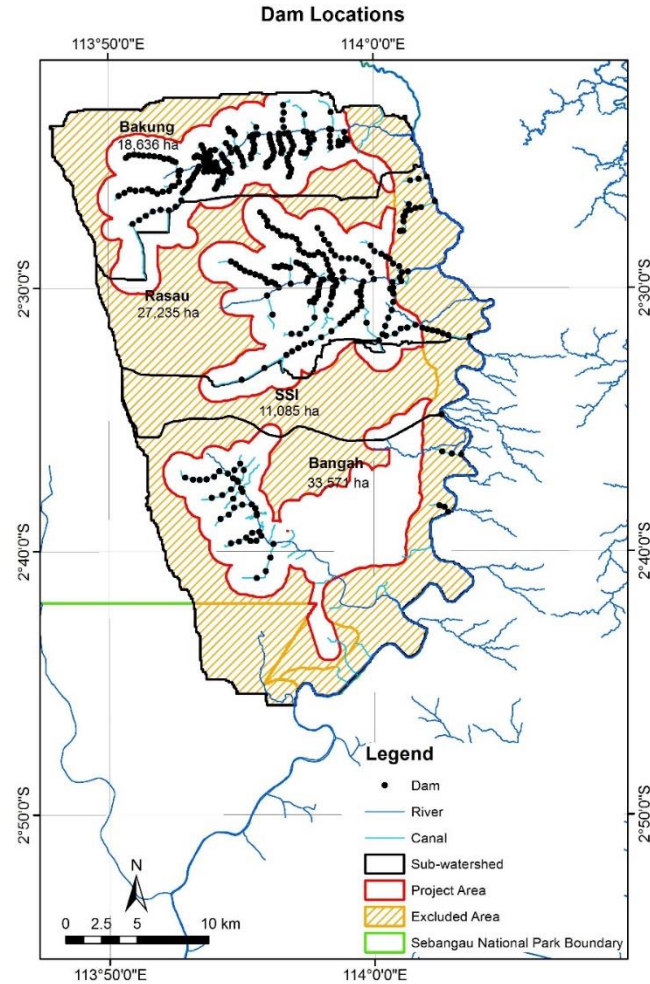 Dam Locations
113°50'0"E
114°0'0"E
Bakung
18,636 ha
2°30'0"S
2°30'0"S
Rasau
27,235 ha
SSI
11,085 ha
Bangah
33,571 ha
2°40'0"S
2°40'0"S
2°50'0"S
2°50'0"S
Legend
Dam
River
Canal
Sub-watershed
Project Area
Excluded Area
Sebangau National Park Boundary
N
0 2.5 5 10 km
113°50'0"E
114°0'0"E